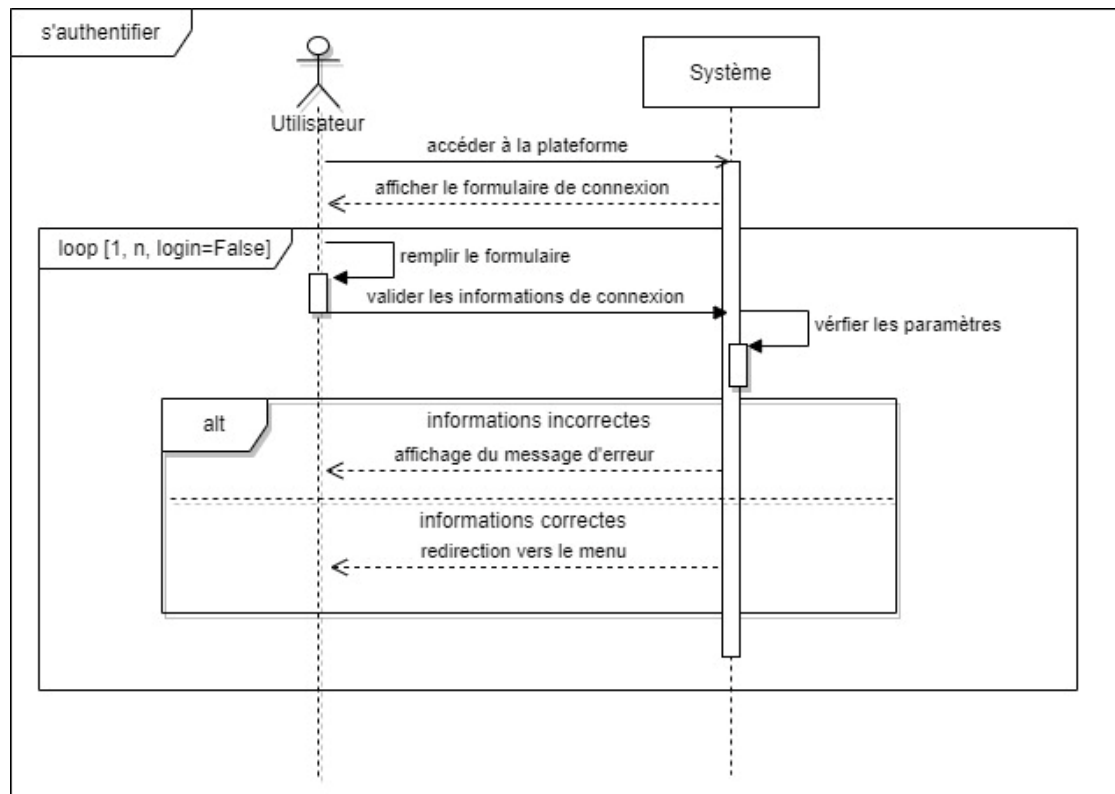 s'authentifier
Système
Utilisateur
accéder à la plateforme
afficher le formulaire de connexion
loop [1, n, login=False]
remplir le formulaire
valider les informations de connexion
vérfier les paramètres
alt
informations incorrectes
affichage du message d'erreur
informations correctes
redirection vers le menu